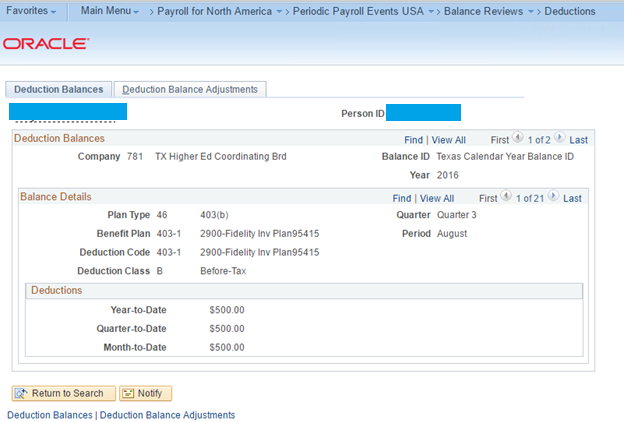 Favorites Main Menu > Payroll for North America > Periodic Payroll Events USA > Balance Reviews > Deductions
ORACLE
Deduction Balances Deduction Balance Adjustments
Person ID
Deduction Balances Find | View All First 1 of 2 Last
Company 781 TX Higher Ed Coordinating Brd Balance ID Texas Calendar Year Balance ID
Year 2016
Balance Details Find | View All First 1 of 21 Last
Plan Type 46 403(b) Quarter Quarter 3
Benefit Plan 403-1 2900-Fidelity Inv Plan95415 Period August
Deduction Code 403-1 2900-Fidelity Inv Plan95415
Deduction Class B Before-Tax
Deductions
Year-to-Date $500.00
Quarter-to-Date $500.00
Month-to-Date $500.00
Return to Search Notify
Deduction Balances | Deduction Balance Adjustments